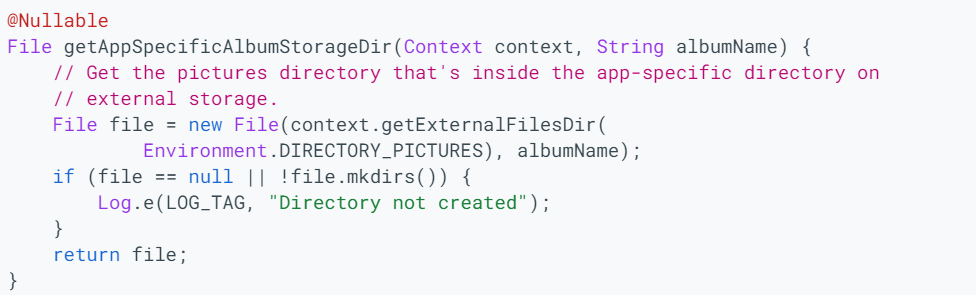 @Nullable
File getAppSpecificAlbumStorageDir(Context context, String albumName) {
    // Get the pictures directory that's inside the app-specific directory on
    // external storage.
    File file = new File(context.getExternalFilesDir(
            Environment.DIRECTORY_PICTURES), albumName);
    if (file == null || !file.mkdirs()) {
        Log.e(LOG_TAG, "Directory not created");
    }
    return file;
}